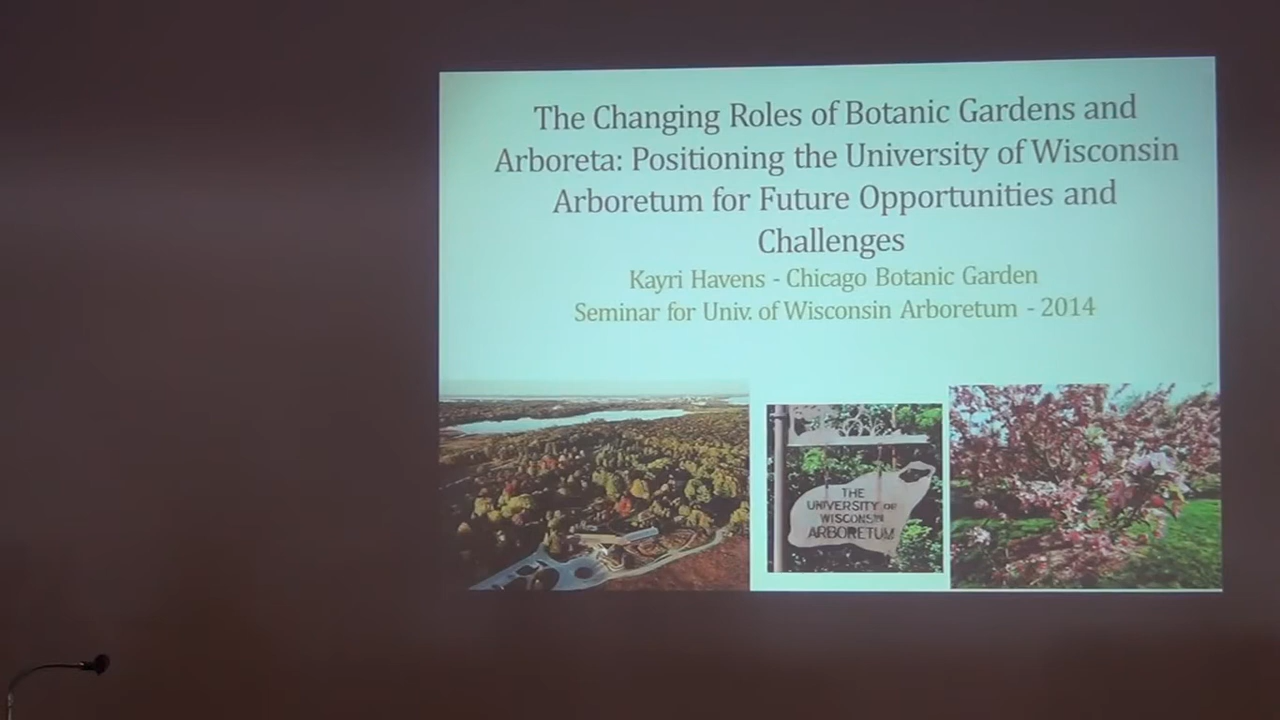 The Changing Roles of Botanic Gardens and
Arboreta: Positioning the University of Wisconsin
Arboretum for Future Opportunities and
Challenges
Kayri Havens - Chicago Botanic Garden
Seminar for Univ. of Wisconsin Arboretum - 2014
THE
UNIVERSITY OF
WISCONSIN
ARBORETUM